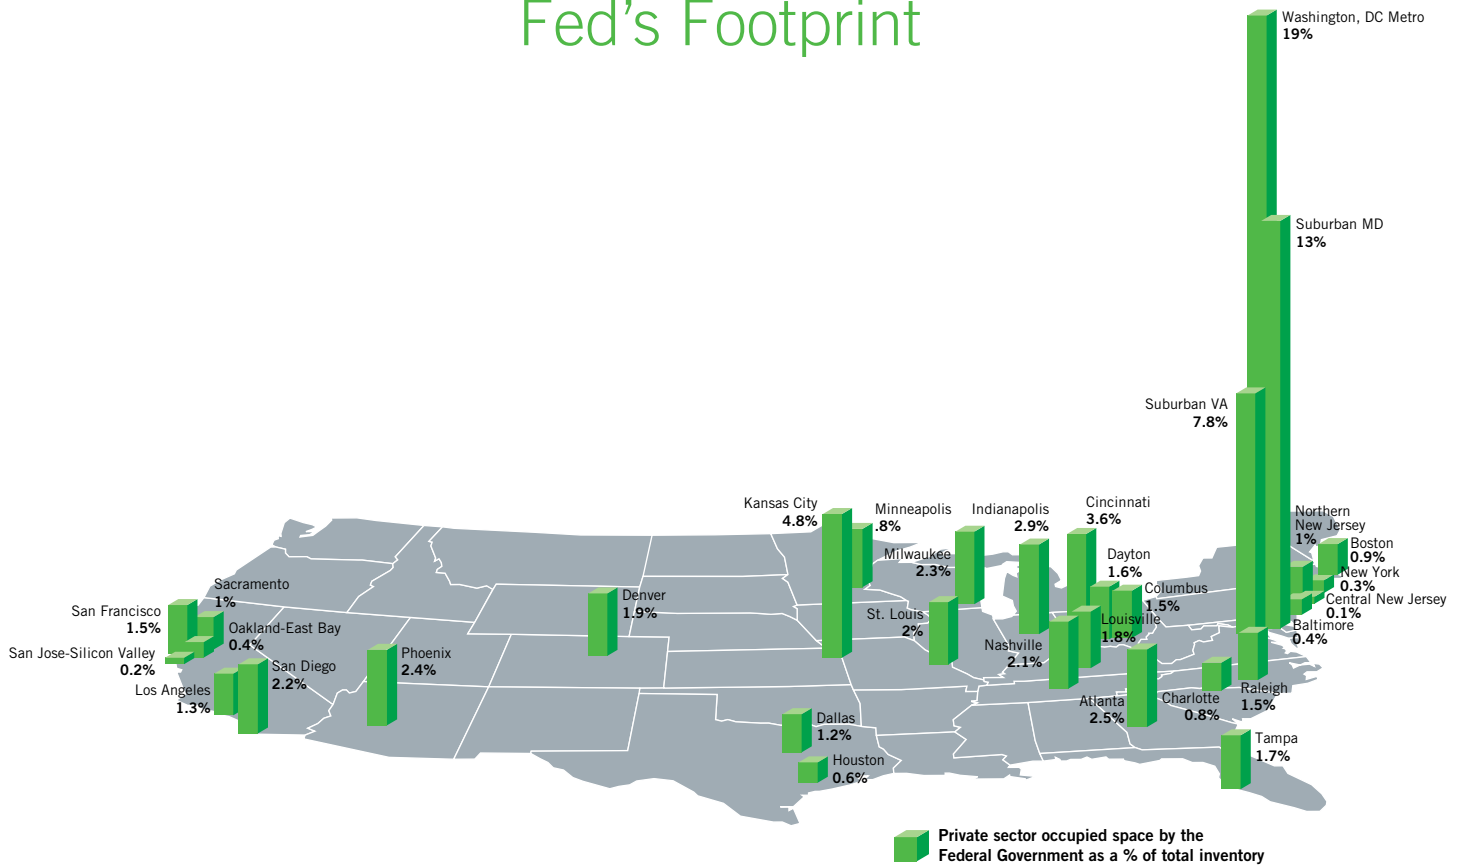 Fed's Footprint
Washington, DC Metro
19%
Suburban MD
13%
Suburban VA
7.8%
Kansas City
4.8%
Minneapolis
.8%
Indianapolis
2.9%
Cincinnati
3.6%
Northern
New Jersey
1%
Boston
0.9%
Milwaukee
2.3%
Dayton
1.6%
New York
0.3%
Sacramento
1%
Denver
1.9%
Columbus
1.5%
Central New Jersey
0.1%
San Francisco
1.5%
St. Louis
2%
Louisville
1.8%
Baltimore
0.4%
Oakland-East Bay
0.4%
San Jose-Silicon Valley
0.2%
Nashville
2.1%
Phoenix
2.4%
San Diego
2.2%
Los Angeles
1.3%
Atlanta
2.5%
Charlotte
0.8%
Raleigh
1.5%
Dallas
1.2%
Tampa
1.7%
Houston
0.6%
Private sector occupied space by the
Federal Government as a % of total inventory